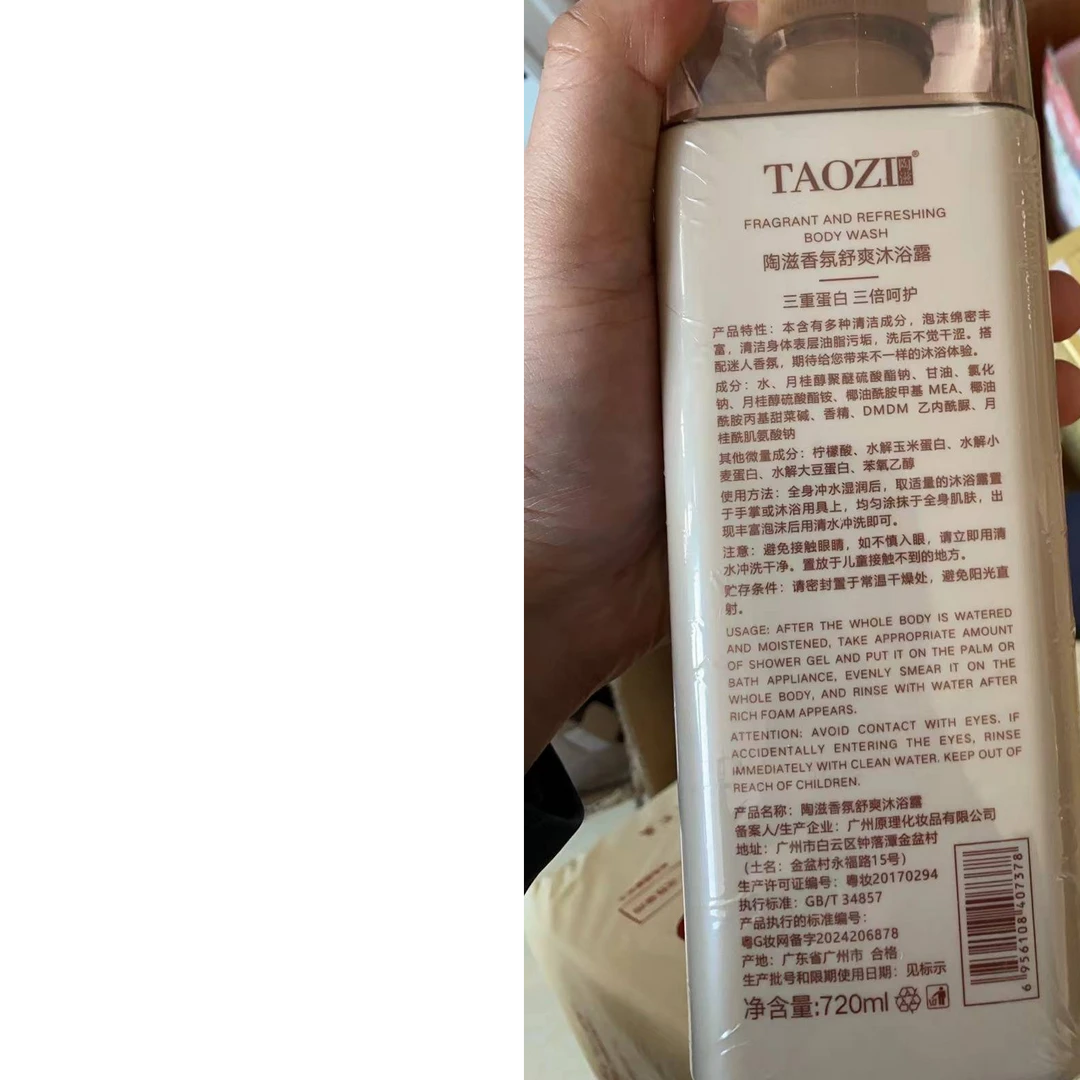 TAOZI陶滋®
FRAGRANT AND REFRESHING
BODY WASH
陶滋香氛舒爽沐浴露
三重蛋白 三倍呵护
产品特性：本含有多种清洁成分，泡沫绵密丰
富，清洁身体表层油脂污垢，洗后不觉干涩。搭
配迷人香氛，期待给您带来不一样的沐浴体验。
成分：水、月桂醇聚醚硫酸酯钠、甘油、氯化
钠、月桂醇硫酸酯铵、椰油酰胺甲基 MEA、椰油
酰胺丙基甜菜碱、香精、DMDM 乙内酰脲、月
桂酰肌氨酸钠
其他微量成分：柠檬酸、水解玉米蛋白、水解小
麦蛋白、水解大豆蛋白、苯氧乙醇
使用方法：全身冲水湿润后，取适量的沐浴露置
于手掌或沐浴用具上，均匀涂抹于全身肌肤，出
现丰富泡沫后用清水冲洗即可。
注意：避免接触眼睛，如不慎入眼，请立即用清
水冲洗干净。置放于儿童接触不到的地方。
贮存条件：请密封置于常温干燥处，避免阳光直
射。
USAGE: AFTER THE WHOLE BODY IS WATERED
AND MOISTENED, TAKE APPROPRIATE AMOUNT
OF SHOWER GEL AND PUT IT ON THE PALM OR
BATH APPLIANCE, EVENLY SMEAR IT ON THE
WHOLE BODY, AND RINSE WITH WATER AFTER
RICH FOAM APPEARS.
ATTENTION: AVOID CONTACT WITH EYES. IF
ACCIDENTALLY ENTERING THE EYES, RINSE
IMMEDIATELY WITH CLEAN WATER. KEEP OUT OF
REACH OF CHILDREN.
产品名称：陶滋香氛舒爽沐浴露
备案人/生产企业：广州原理化妆品有限公司
地址：广州市白云区钟落潭金盆村
（土名：金盆村永福路15号）
生产许可证编号：粤妆20170294
执行标准：GB/T 34857
产品执行的标准编号：
粤G妆网备字2024206878
产地：广东省广州市 合格
生产批号和限期使用日期：见标示
净含量:720ml
6 956108 407378